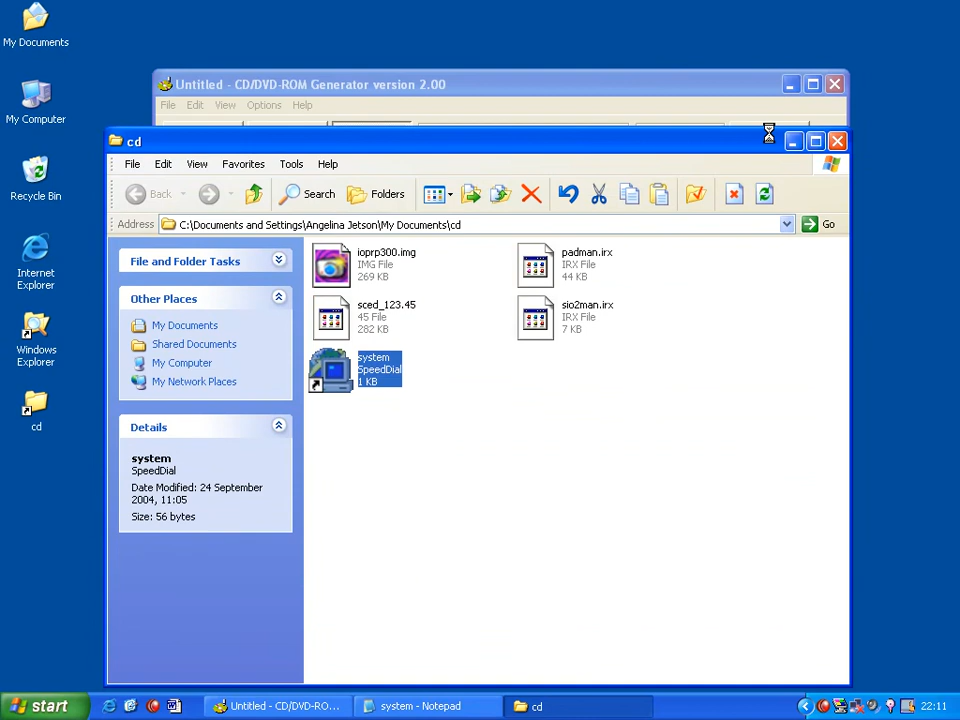 My Documents
My Computer
Recycle Bin
Internet
Explorer
Windows
Explorer
cd
Untitled - CD/DVD-ROM Generator version 2.00
File Edit View Options Help
cd
File Edit View Favorites Tools Help
Back Search Folders
Address C:\Documents and Settings\Angelina Jetson\My Documents\cd Go
File and Folder Tasks
Other Places
My Documents
Shared Documents
My Computer
My Network Places
Details
system
SpeedDial
Date Modified: 24 September
2004, 11:05
Size: 56 bytes
ioprp300.img
IMG File
269 KB
padman.irx
IRX File
44 KB
sced_123.45
45 File
282 KB
sio2man.irx
IRX File
7 KB
system
SpeedDial
1 KB
start Untitled - CD/DVD-RO... system - Notepad cd 22:11